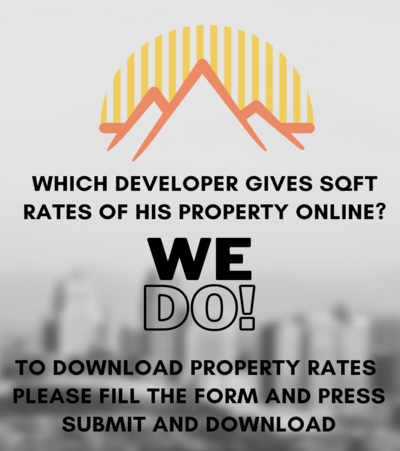 WHICH DEVELOPER GIVES SQFT
RATES OF HIS PROPERTY ONLINE?
WE
DO!
TO DOWNLOAD PROPERTY RATES
PLEASE FILL THE FORM AND PRESS
SUBMIT AND DOWNLOAD